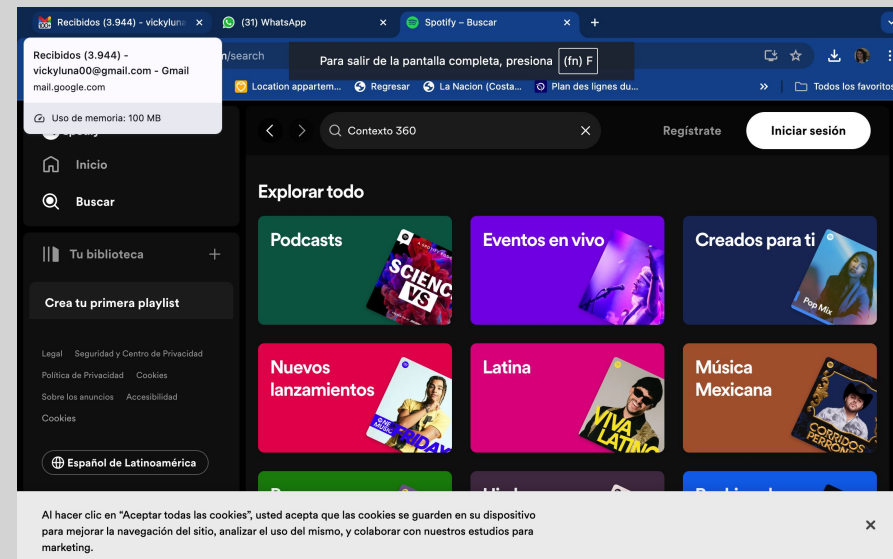 Recibidos (3.944) - vickyluna
(31) WhatsApp
Spotify – Buscar
Recibidos (3.944) -
vickyluna00@gmail.com - Gmail
mail.google.com
Uso de memoria: 100 MB
/search
Para salir de la pantalla completa, presiona (fn) F
Location appartem...
Regresar
La Nacion (Costa...
Plan des lignes du...
Todos los favoritos
Contexto 360
Regístrate
Iniciar sesión
Inicio
Buscar
Tu biblioteca
Crea tu primera playlist
Legal Seguridad y Centro de Privacidad
Política de Privacidad Cookies
Sobre los anuncios Accesibilidad
Cookies
Español de Latinoamérica
Explorar todo
Podcasts
SCIENC
VS
Eventos en vivo
Creados para ti
Pop Mix
Nuevos
lanzamientos
Latina
VIVA
LATINO
Música
Mexicana
CORRIDOS
Al hacer clic en “Aceptar todas las cookies”, usted acepta que las cookies se guarden en su dispositivo
para mejorar la navegación del sitio, analizar el uso del mismo, y colaborar con nuestros estudios para
marketing.